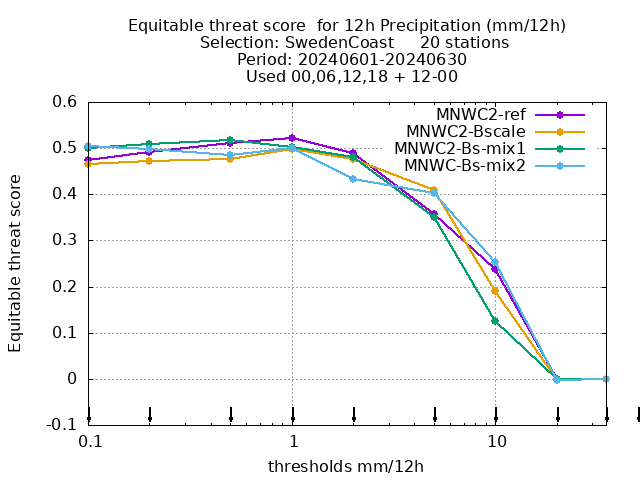 Equitable threat score  for 12h Precipitation (mm/12h)
Selection: SwedenCoast     20 stations
Period: 20240601-20240630
Used 00,06,12,18 + 12-00
MNWC2-ref
MNWC2-Bscale
MNWC2-Bs-mix1
MNWC-Bs-mix2
Equitable threat score
0.6
0.5
0.4
0.3
0.2
0.1
0
-0.1
0.1 1 10
thresholds mm/12h